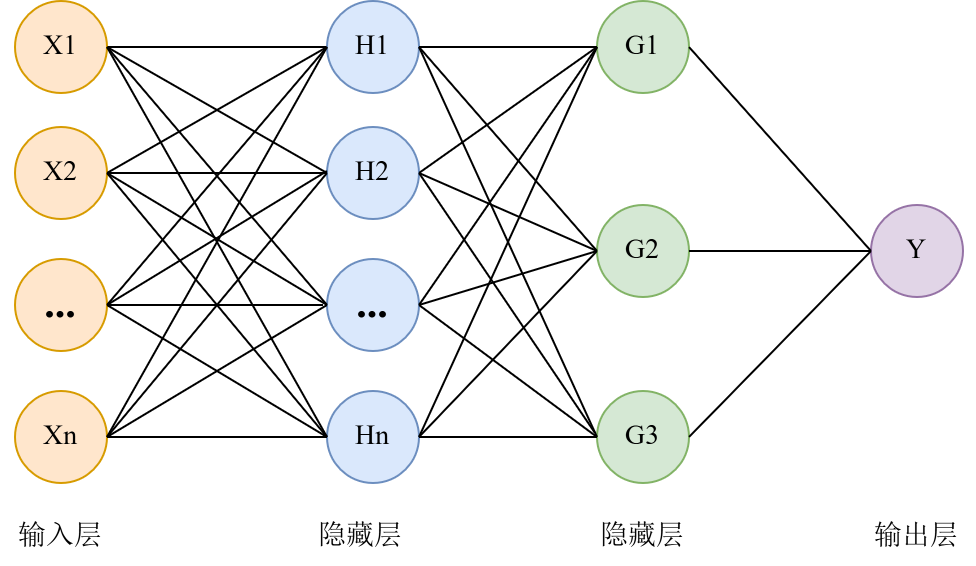 X1 H1 G1
X2 H2
G2 Y
... ...
Xn Hn G3
输入层 隐藏层 隐藏层 输出层